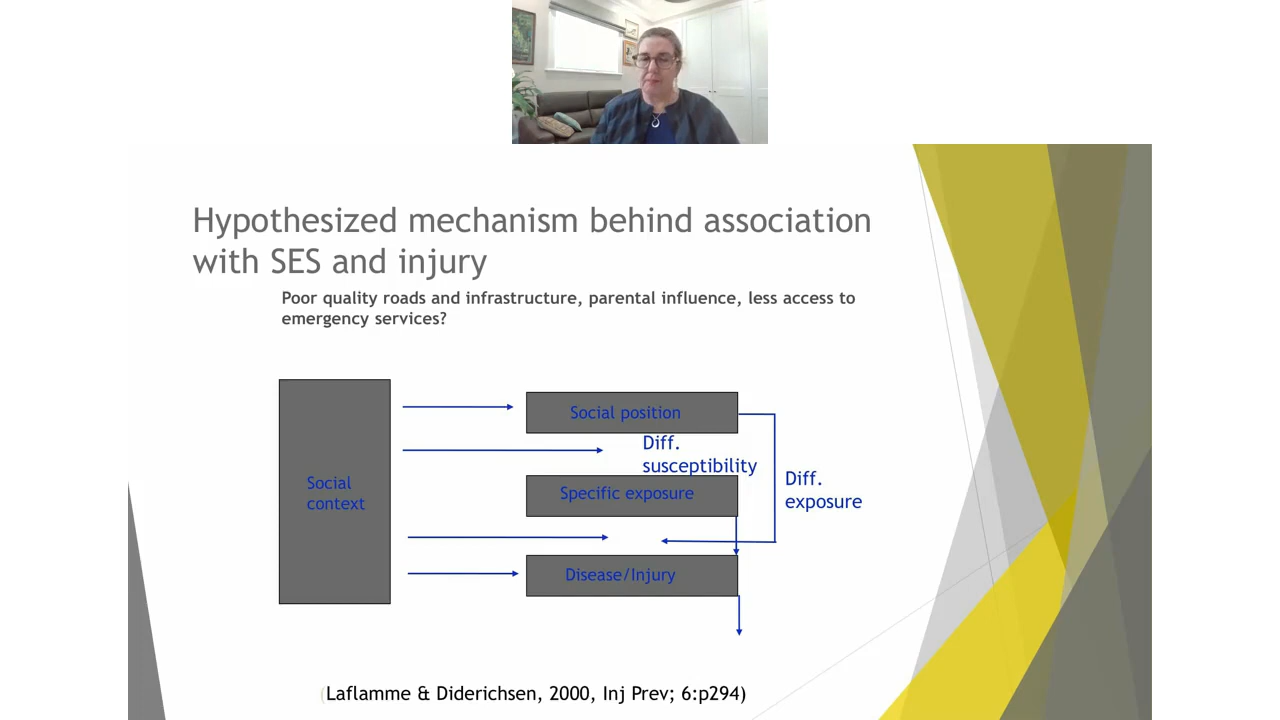 Hypothesized mechanism behind association
with SES and injury
Poor quality roads and infrastructure, parental influence, less access to
emergency services?
Social position
Diff.
susceptibility
Social
context
Specific exposure
Diff.
exposure
Disease/Injury
(Laflamme & Diderichsen, 2000, Inj Prev; 6:p294)